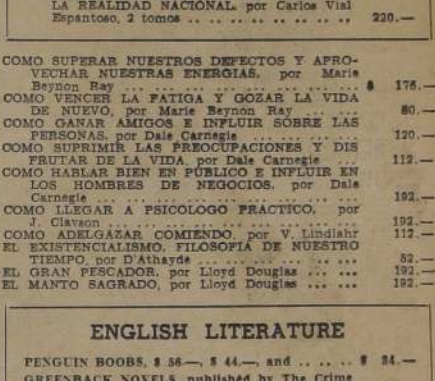 LA REALIDAD NACIONAL, por Carlos Vial
Espantoso, 2 tomos .. .. .. .. .. .. .. .. 220.—
COMO SUPERAR NUESTROS DEFECTOS Y APRO-
VECHAR NUESTRAS ENERGIAS, por Marie
Beynon Ray ... ... ... ... ... ... ... ... $ 176.—
COMO VENCER LA FATIGA Y GOZAR LA VIDA
DE NUEVO, por Marie Beynon Ray ... ... 80.—
COMO GANAR AMIGOS E INFLUIR SOBRE LAS
PERSONAS, por Dale Carnegie ... ... ... ... 120.—
COMO SUPRIMIR LAS PREOCUPACIONES Y DIS
FRUTAR DE LA VIDA, por Dale Carnegie ... 112.—
COMO HABLAR BIEN EN PUBLICO E INFLUIR EN
LOS HOMBRES DE NEGOCIOS, por Dale
Carnegie ... ... ... ... ... ... ... ... ... 192.—
COMO LLEGAR A PSICOLOGO PRACTICO, por
J. Clavson ... ... ... ... ... ... ... ... ... 192.—
COMO ADELGAZAR COMIENDO, por V. Lindlahr 112.—
EL EXISTENCIALISMO, FILOSOFIA DE NUESTRO
TIEMPO, por D'Athayde ... ... ... ... ... 52.—
EL GRAN PESCADOR, por Lloyd Douglas ... ... 192.—
EL MANTO SAGRADO, por Lloyd Douglas ... ... 192.—
ENGLISH LITERATURE
PENGUIN BOOBS, $ 56—, $ 44—, and .. .. .. $ 24.—
GREENBACK NOVELS, published by The Crime